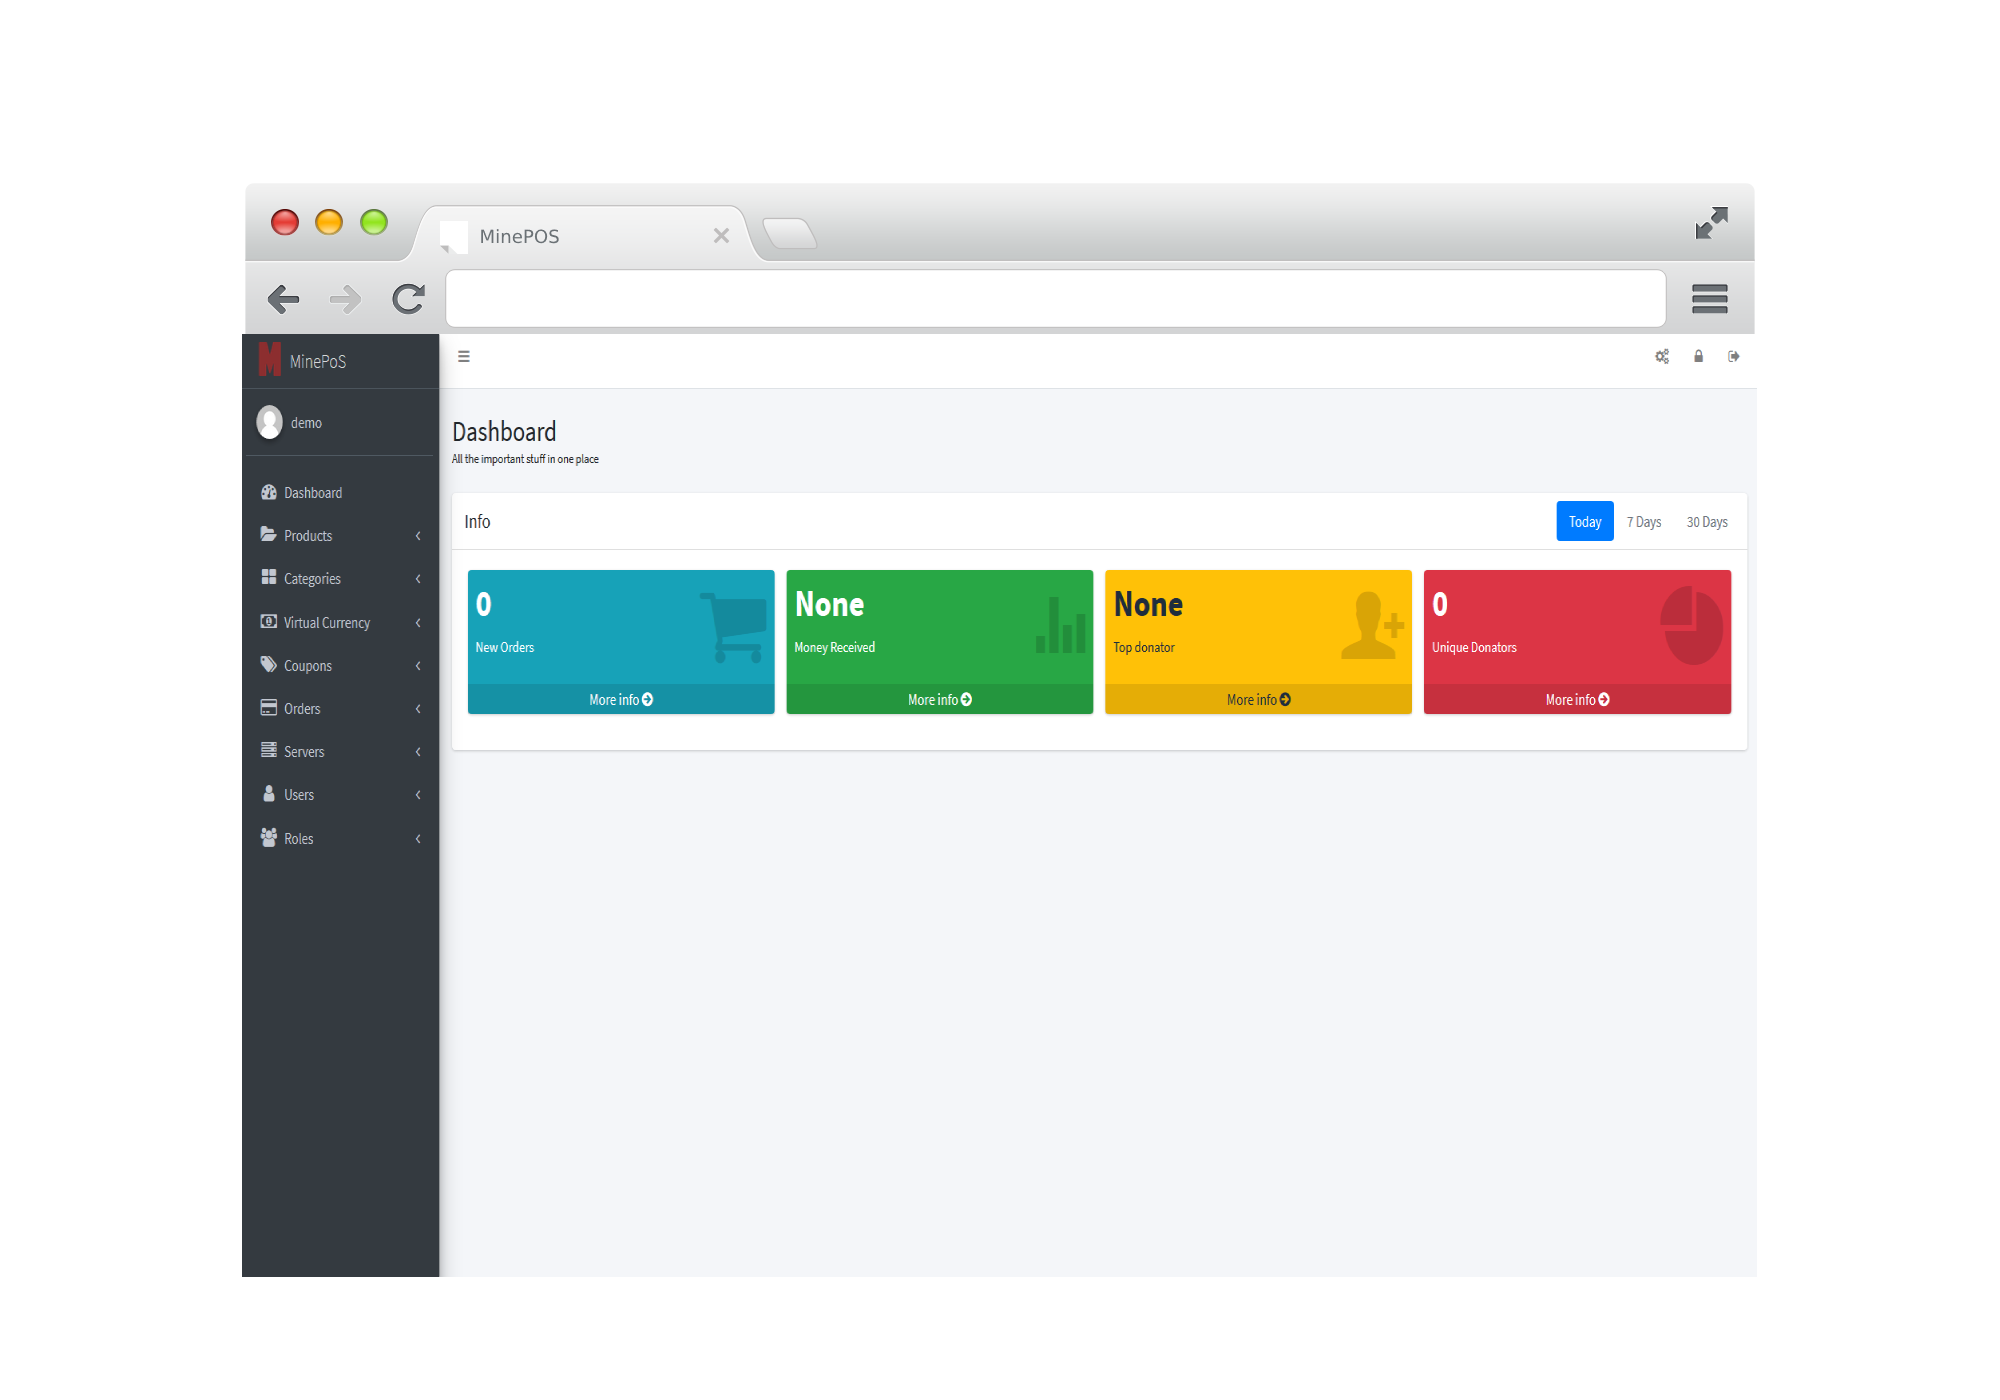 MinePOS
MinePoS
demo
Dashboard
Products
Categories
Virtual Currency
Coupons
Orders
Servers
Users
Roles
Dashboard
All the important stuff in one place
Info
Today 7 Days 30 Days
0
New Orders
More info
None
Money Received
More info
None
Top donator
More info
0
Unique Donators
More info